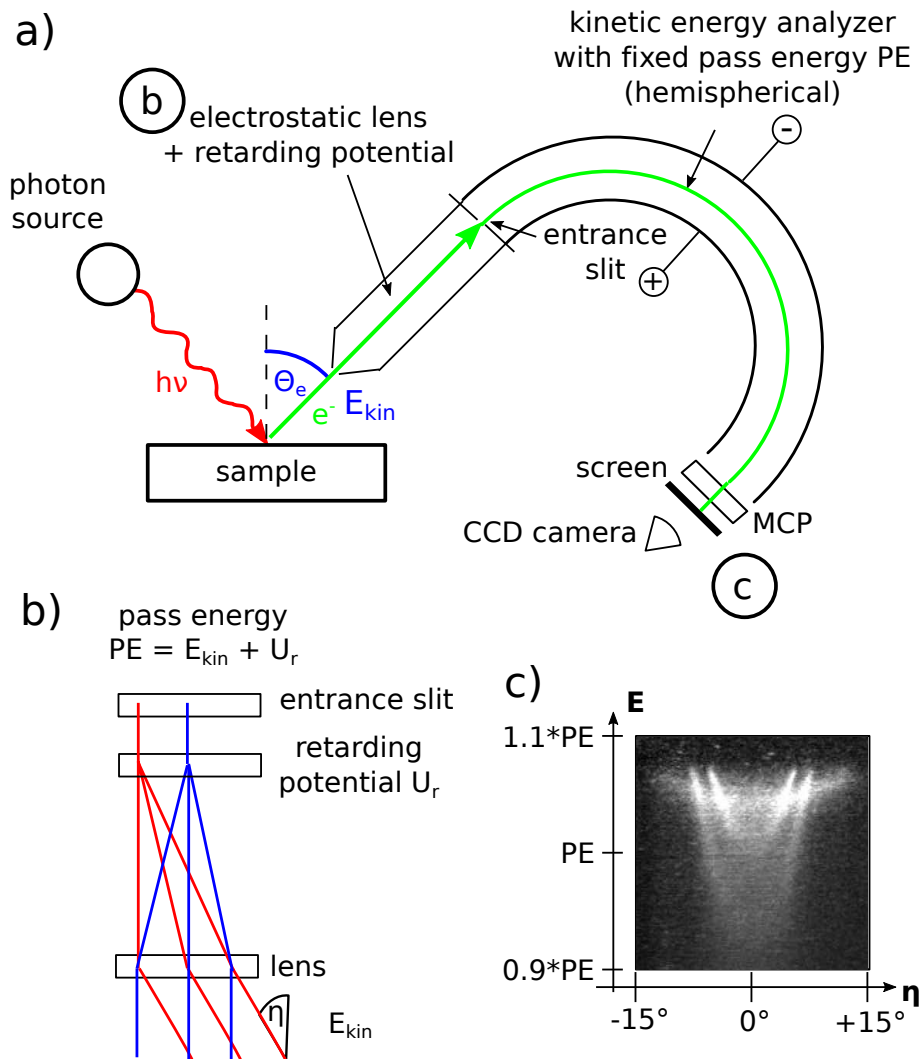 a)
kinetic energy analyzer
with fixed pass energy PE
(hemispherical)
b
electrostatic lens
+ retarding potential
-
photon
source
entrance
slit
+
hν
Θe
e-
Ekin
sample
screen
MCP
CCD camera
c
b)
pass energy
PE = Ekin + Ur
entrance slit
retarding
potential Ur
lens
η
Ekin
c)
E
1.1*PE
PE
0.9*PE
η
-15°
0°
+15°